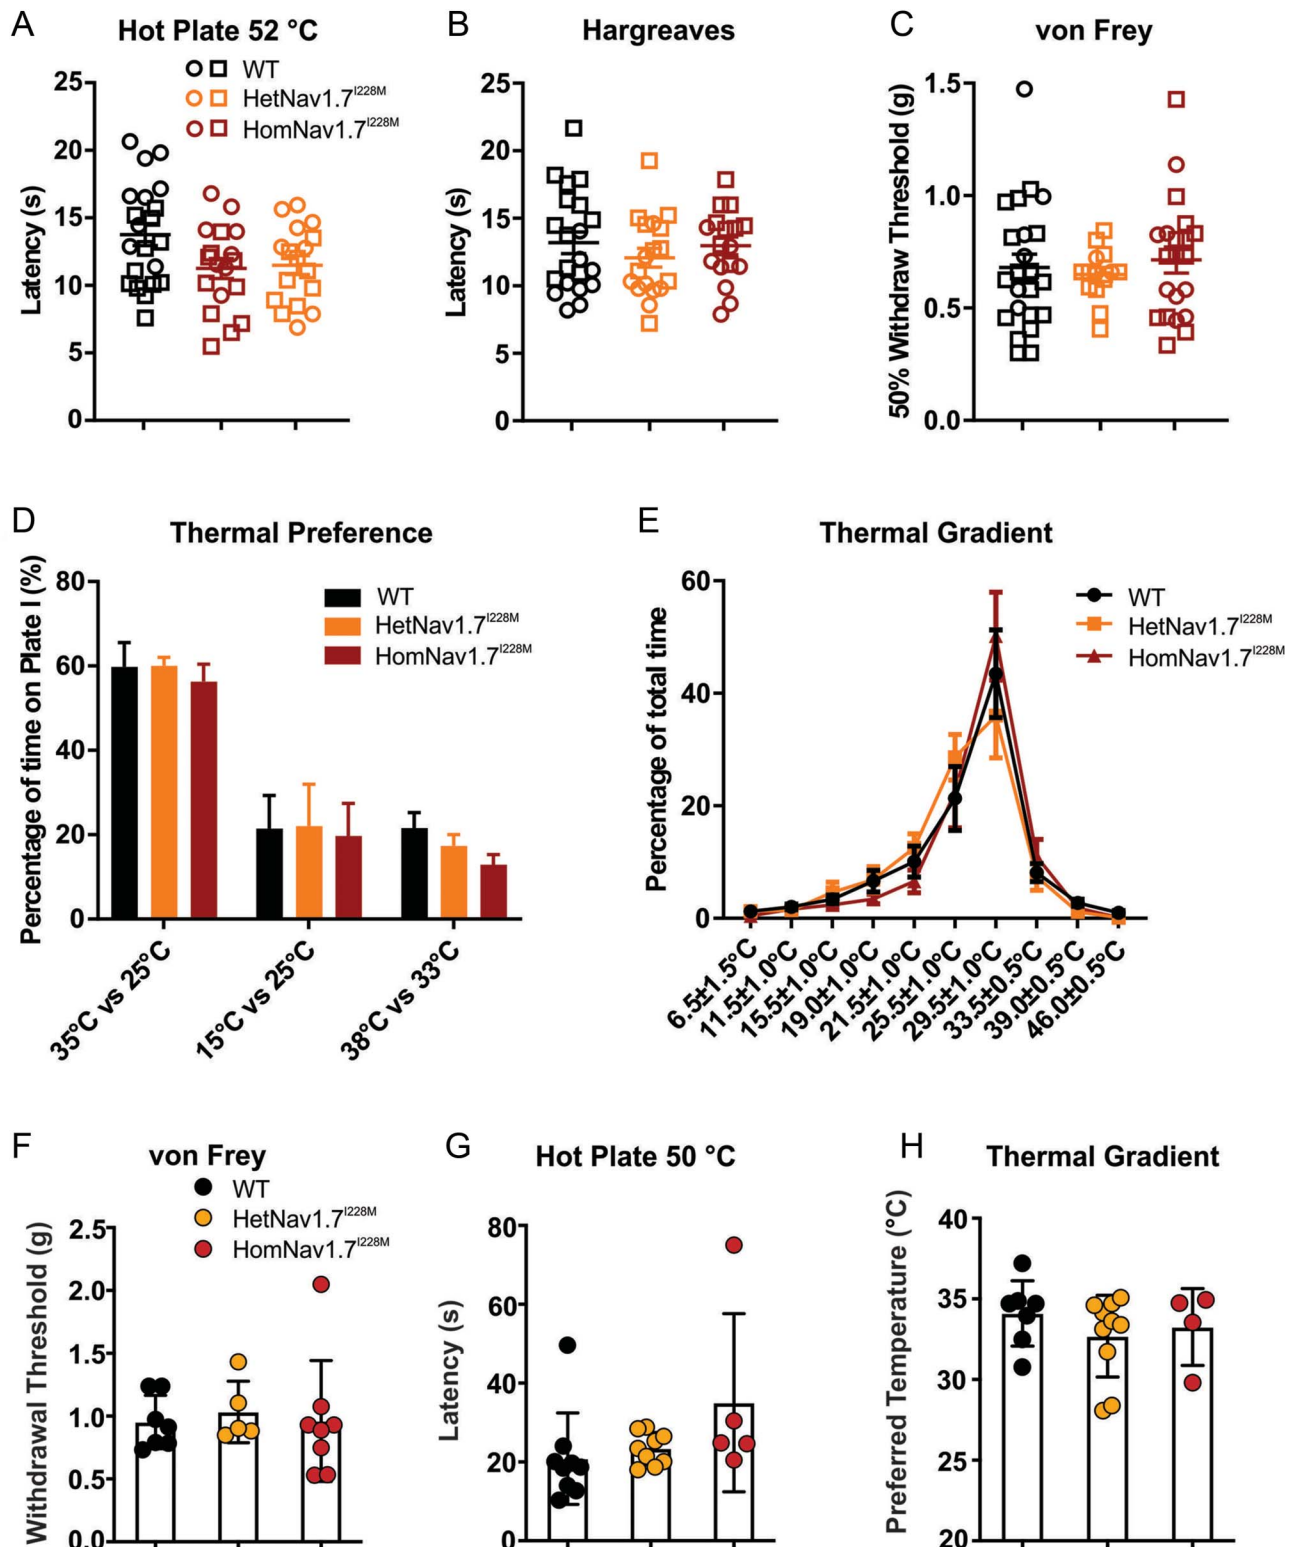 A
Hot Plate 52 °C
WT
HetNav1.7I228M
HomNav1.7I228M
Latency (s)
25
20
15
10
5
0
B
Hargreaves
Latency (s)
25
20
15
10
5
0
C
von Frey
50% Withdraw Threshold (g)
1.5
1.0
0.5
0.0
D
Thermal Preference
WT
HetNav1.7I228M
HomNav1.7I228M
Percentage of time on Plate I (%)
80
60
40
20
0
35°C vs 25°C
15°C vs 25°C
38°C vs 33°C
E
Thermal Gradient
WT
HetNav1.7I228M
HomNav1.7I228M
Percentage of total time
60
40
20
0
6.5±1.5°C
11.5±1.0°C
15.5±1.0°C
19.0±1.0°C
21.5±1.0°C
25.5±1.0°C
29.5±1.0°C
33.5±0.5°C
39.0±0.5°C
46.0±0.5°C
F
von Frey
WT
HetNav1.7I228M
HomNav1.7I228M
Withdrawal Threshold (g)
2.5
2.0
1.5
1.0
0.5
0.0
G
Hot Plate 50 °C
Latency (s)
80
60
40
20
0
H
Thermal Gradient
Preferred Temperature (°C)
40
35
30
25
20